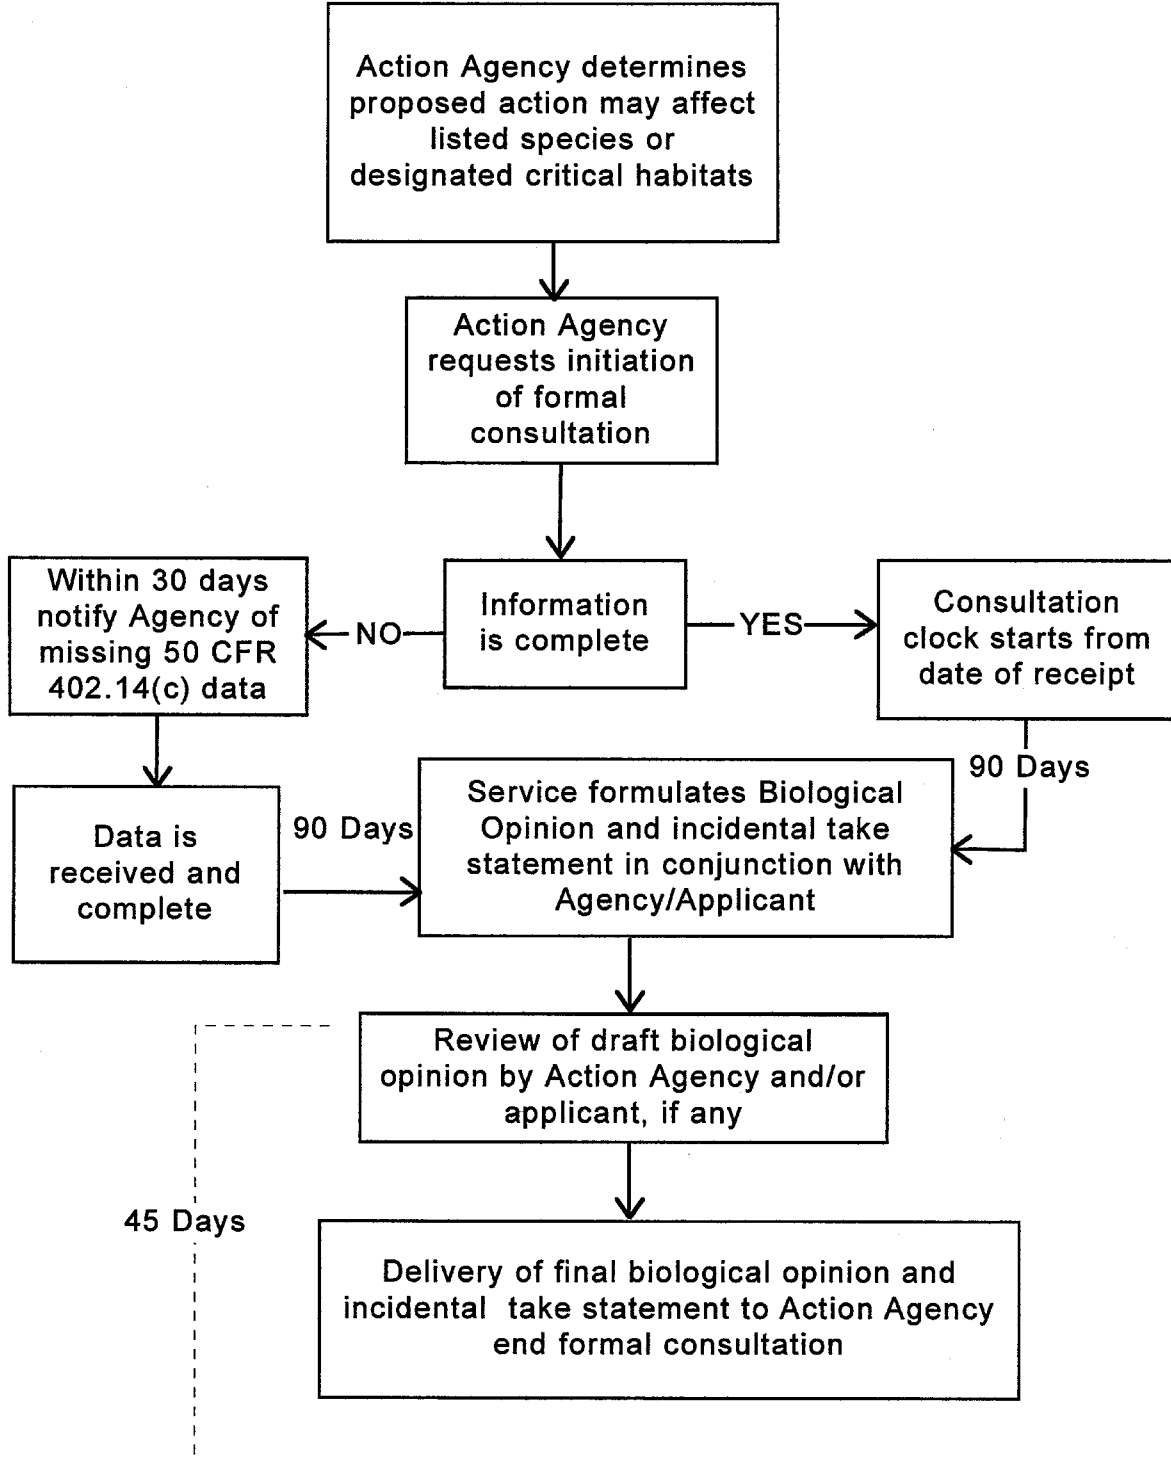 Action Agency determines
proposed action may affect
listed species or
designated critical habitats
Action Agency
requests initiation
of formal
consultation
Within 30 days
notify Agency of
missing 50 CFR
402.14(c) data
NO
Information
is complete
YES
Consultation
clock starts from
date of receipt
90 Days
Data is
received and
complete
90 Days
Service formulates Biological
Opinion and incidental take
statement in conjunction with
Agency/Applicant
Review of draft biological
opinion by Action Agency and/or
applicant, if any
45 Days
Delivery of final biological opinion and
incidental take statement to Action Agency
end formal consultation